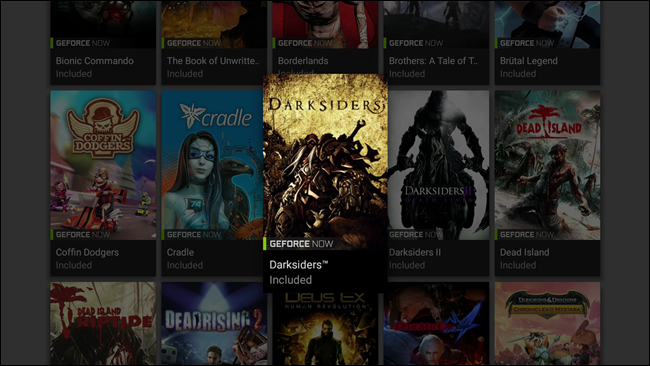 GEFORCE NOW
GEFORCE NOW
GEFORCE NOW
GEFORCE NOW
GEFORCE NOW
Bionic Commando
The Book of Unwritte..
Borderlands
Brothers: A Tale of T..
Brütal Legend
Included
Included
Included
Included
Included
COFFIN
DODGERS
cradle
74
DARKSIDERS
DARKSIDERS II
DEAD ISLAND
GEFORCE NOW
GEFORCE NOW
GEFORCE NOW
GEFORCE NOW
GEFORCE NOW
Coffin Dodgers
Cradle
Darksiders™
Darksiders II
Dead Island
Included
Included
Included
Included
Included
DEAD ISLAND
RIPTIDE
DEADRISING 2
DEUS EX
HUMAN REVOLUTION
DUNGEONS & DRAGONS
CHRONICLES OF MYSTARA